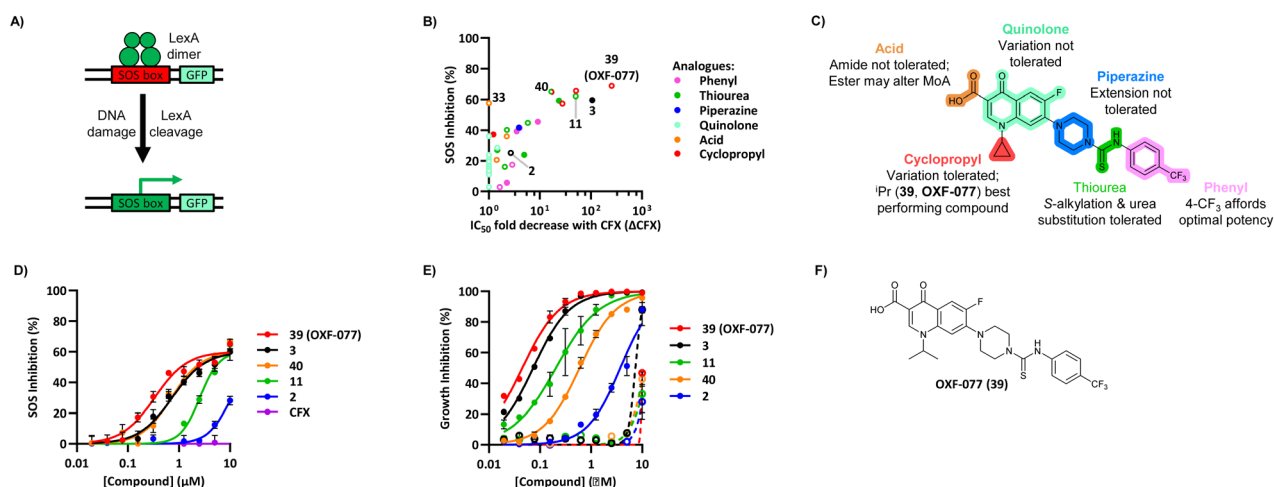 A)
LexA
dimer
SOS box
GFP
DNA
damage
LexA
cleavage
SOS box
GFP
B)
SOS Inhbition (%)
100
80
60
40
20
0
33
40
39
(OXF-077)
11
3
2
10⁰
10¹
10²
10³
IC₅₀ fold decrease with CFX (ΔCFX)
Analogues:
Phenyl
Thiourea
Piperazine
Quinolone
Acid
Cyclopropyl
C)
Acid
Amide not tolerated;
Ester may alter MoA
Quinolone
Variation not
tolerated
Piperazine
Extension not
tolerated
O
O
HO
F
N
N
N
H
N
S
CF₃
Cyclopropyl
Variation tolerated;
ⁱPr (39, OXF-077) best
performing compound
Thiourea
S-alkylation & urea
substitution tolerated
Phenyl
4-CF₃ affords
optimal potency
D)
SOS Inhibition (%)
100
80
60
40
20
0
0.01
0.1
1
10
[Compound] (μM)
39 (OXF-077)
3
40
11
2
CFX
E)
Growth Inhibition (%)
100
80
60
40
20
0
0.01
0.1
1
10
[Compound] (�M)
39 (OXF-077)
3
11
40
2
F)
O
O
HO
F
N
N
N
H
N
S
CF₃
OXF-077 (39)